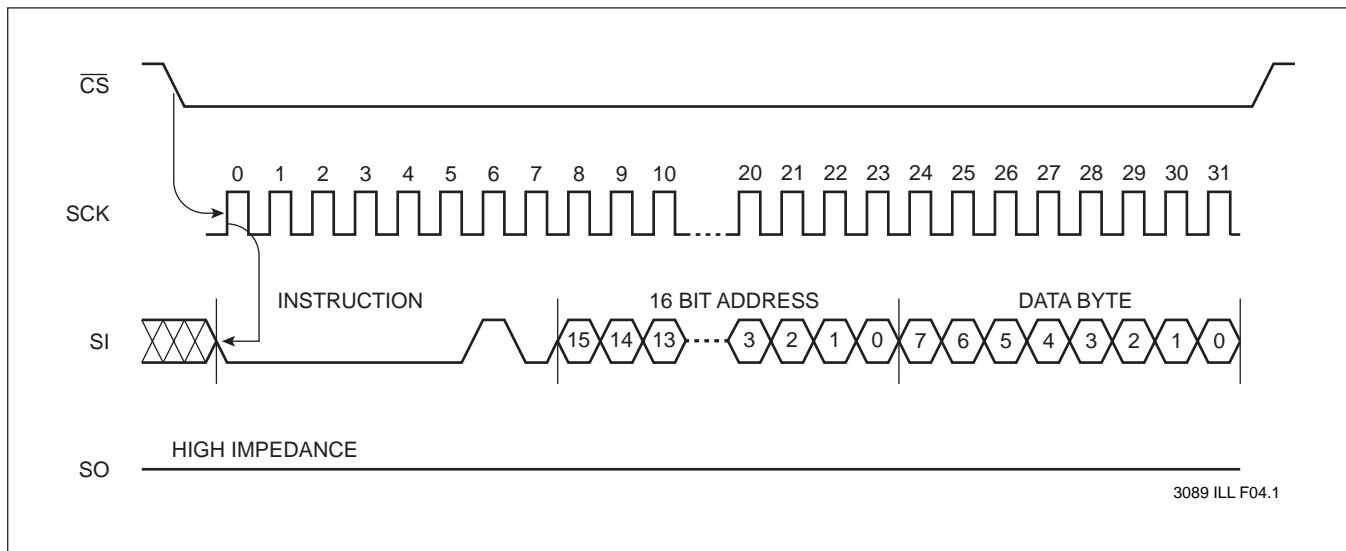 CS
0 1 2 3 4 5 6 7 8 9 10 20 21 22 23 24 25 26 27 28 29 30 31
SCK
INSTRUCTION 16 BIT ADDRESS DATA BYTE
SI 15 14 13 3 2 1 0 7 6 5 4 3 2 1 0
HIGH IMPEDANCE
SO
3089 ILL F04.1